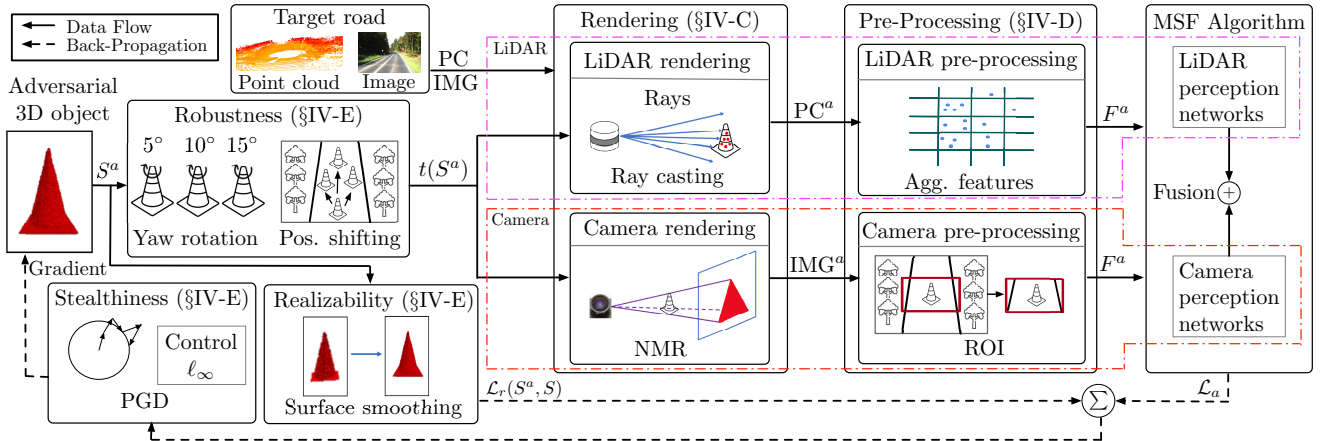 Data Flow
Back-Propagation
Target road
Point cloud
Image
PC
IMG
Adversarial
3D object
S^a
Robustness (§IV-E)
5° 10° 15°
Yaw rotation
Pos. shifting
t(S^a)
Gradient
Stealthiness (§IV-E)
Control
ℓ∞
PGD
Realizability (§IV-E)
Surface smoothing
ℒ_r(S^a, S)
Rendering (§IV-C)
LiDAR
LiDAR rendering
Rays
Ray casting
PC^a
Camera
Camera rendering
NMR
IMG^a
Pre-Processing (§IV-D)
LiDAR pre-processing
Agg. features
F^a
Camera pre-processing
ROI
F^a
MSF Algorithm
LiDAR
perception
networks
Fusion
+
Camera
perception
networks
ℒ_a
∑